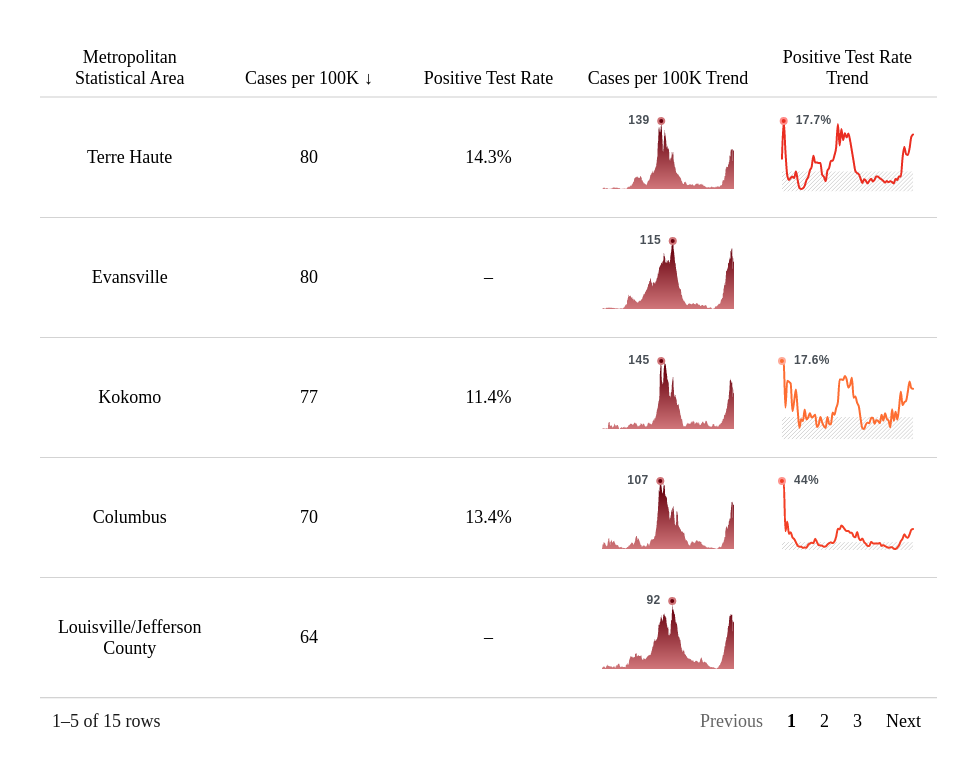 Metropolitan
Statistical Area
Cases per 100K ↓
Positive Test Rate
Cases per 100K Trend
Positive Test Rate
Trend
Terre Haute
80
14.3%
139
17.7%
Evansville
80
–
115
Kokomo
77
11.4%
145
17.6%
Columbus
70
13.4%
107
44%
Louisville/Jefferson
County
64
–
92
1–5 of 15 rows
Previous 1 2 3 Next